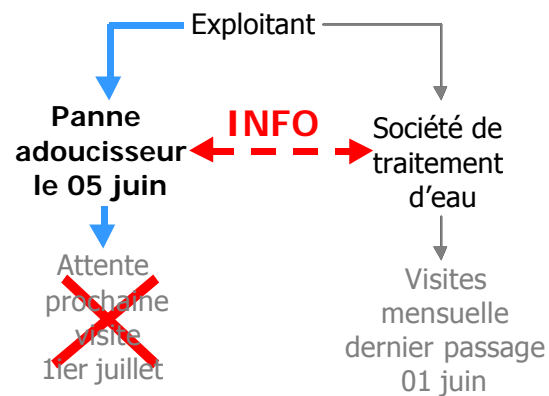 Exploitant
Panne
adoucisseur
le 05 juin
INFO
Société de
traitement
d'eau
Attente
prochaine
visite
1ier juillet
Visites
mensuelle
dernier passage
01 juin